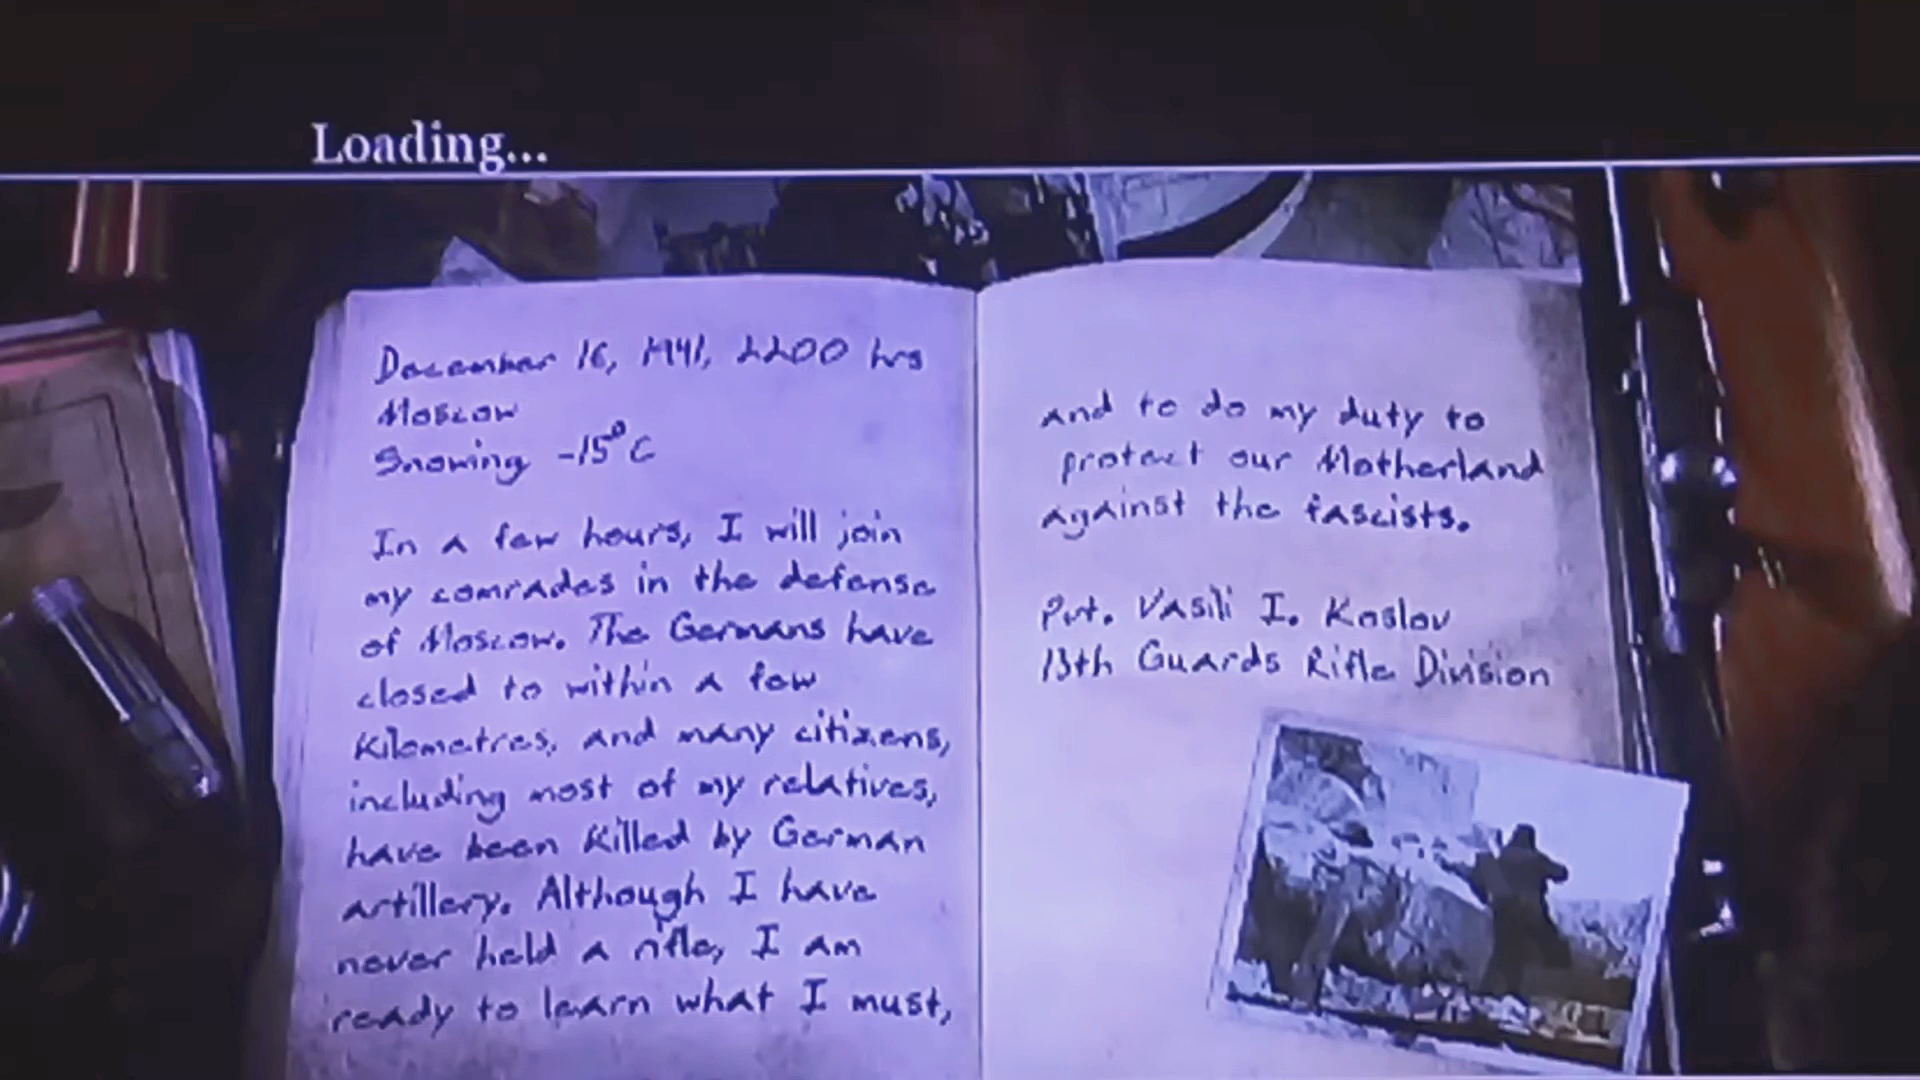 Loading...
December 16, 1941, 2200 hrs
Moscow
Snowing -15°C
In a few hours, I will join
my comrades in the defense
of Moscow. The Germans have
closed to within a few
kilometres, and many citizens,
including most of my relatives,
have been killed by German
artillery. Although I have
never held a rifle, I am
ready to learn what I must,
and to do my duty to
protect our Motherland
against the fascists.
Pvt. Vasili I. Koslov
13th Guards Rifle Division